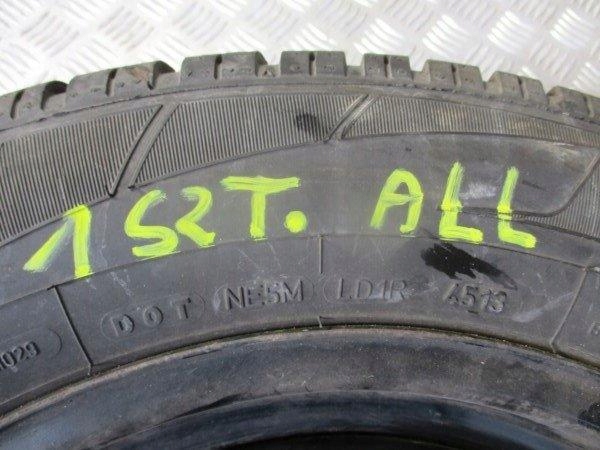 1 SZT. ALL
DOT NE5M LD1R 4513